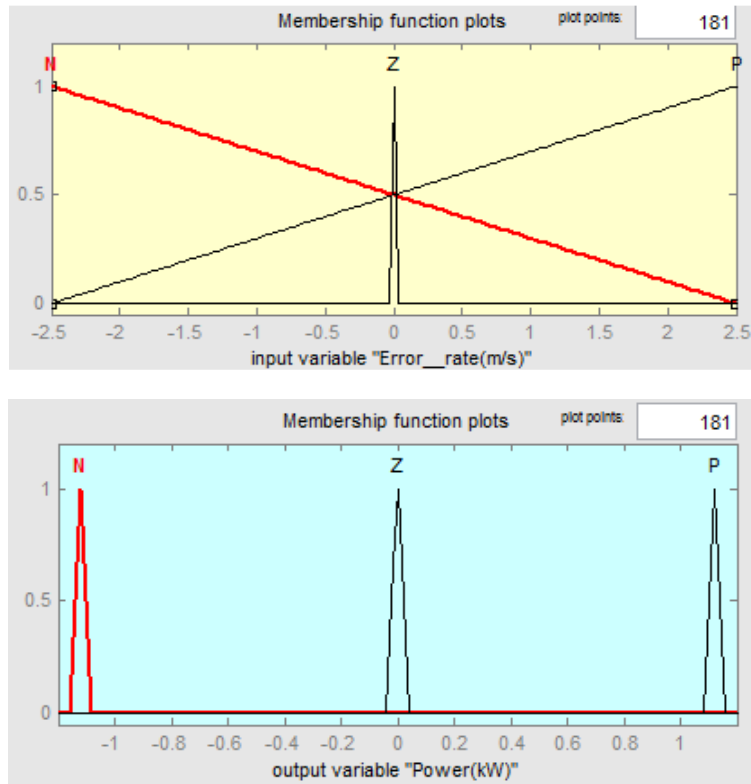 Membership function plots plot points: 181
N Z P
1
0.5
0
-2.5 -2 -1.5 -1 -0.5 0 0.5 1 1.5 2 2.5
input variable "Error__rate(m/s)"
Membership function plots plot points: 181
N Z P
1
0.5
0
-1 -0.8 -0.6 -0.4 -0.2 0 0.2 0.4 0.6 0.8 1
output variable "Power(kW)"